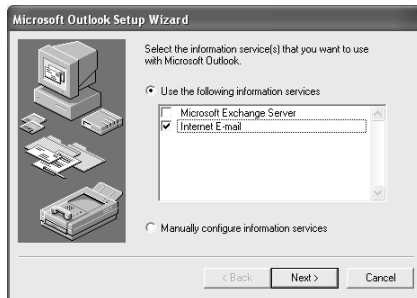 Microsoft Outlook Setup Wizard
Select the information service(s) that you want to use
with Microsoft Outlook.
Use the following information services
Microsoft Exchange Server
Internet E-mail
Manually configure information services
< Back Next > Cancel